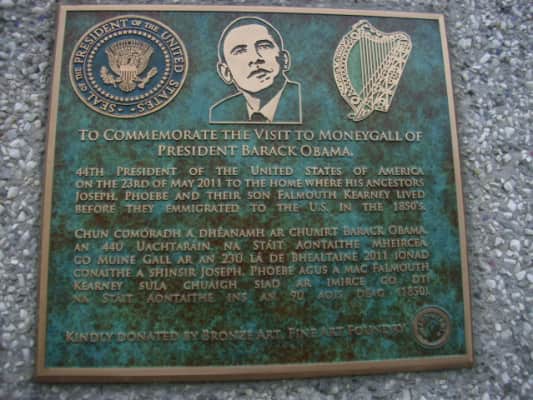 SEAL OF THE PRESIDENT OF THE UNITED STATES
TO COMMEMORATE THE VISIT TO MONEYGALL OF
PRESIDENT BARACK OBAMA.
44TH PRESIDENT OF THE UNITED STATES OF AMERICA
ON THE 23RD OF MAY 2011 TO THE HOME WHERE HIS ANCESTORS
JOSEPH, PHOEBE AND THEIR SON FALMOUTH KEARNEY LIVED
BEFORE THEY EMMIGRATED TO THE U.S. IN THE 1850'S.
CHUN COMÓRADH A DHÉANAMH AR CHUAIRT BARACK OBAMA
AN 44Ú UACHTARÁIN, NA STÁIT AONTAITHE MHEIRCEÁ
GO MUINE GALL AR AN 23Ú LÁ DE BHEALTAINE 2011 IONAD
CONAITHE A SHINSIR JOSEPH, PHOEBE AGUS A MAC FALMOUTH
KEARNEY SULA CHUAIGH SIAD AR IMIRCE GO DTÍ
NA STÁIT AONTAITHE INS AN 9Ú AOIS DÉAG (1850).
KINDLY DONATED BY BRONZE ART, FINE ART FOUNDRY